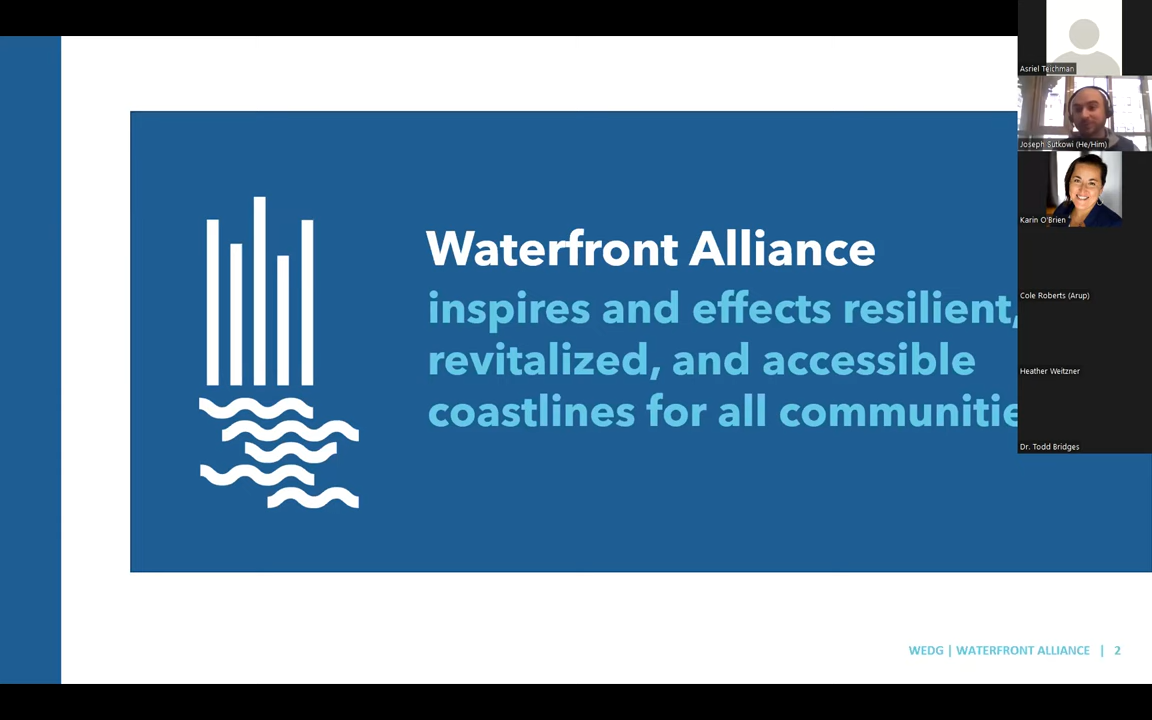 Waterfront Alliance
inspires and effects resilient,
revitalized, and accessible
coastlines for all communitie
WEDG | WATERFRONT ALLIANCE | 2
Asriel Teichman
Joseph Sutkowi (He/Him)
Karin O'Brien
Cole Roberts (Arup)
Heather Weitzner
Dr. Todd Bridges